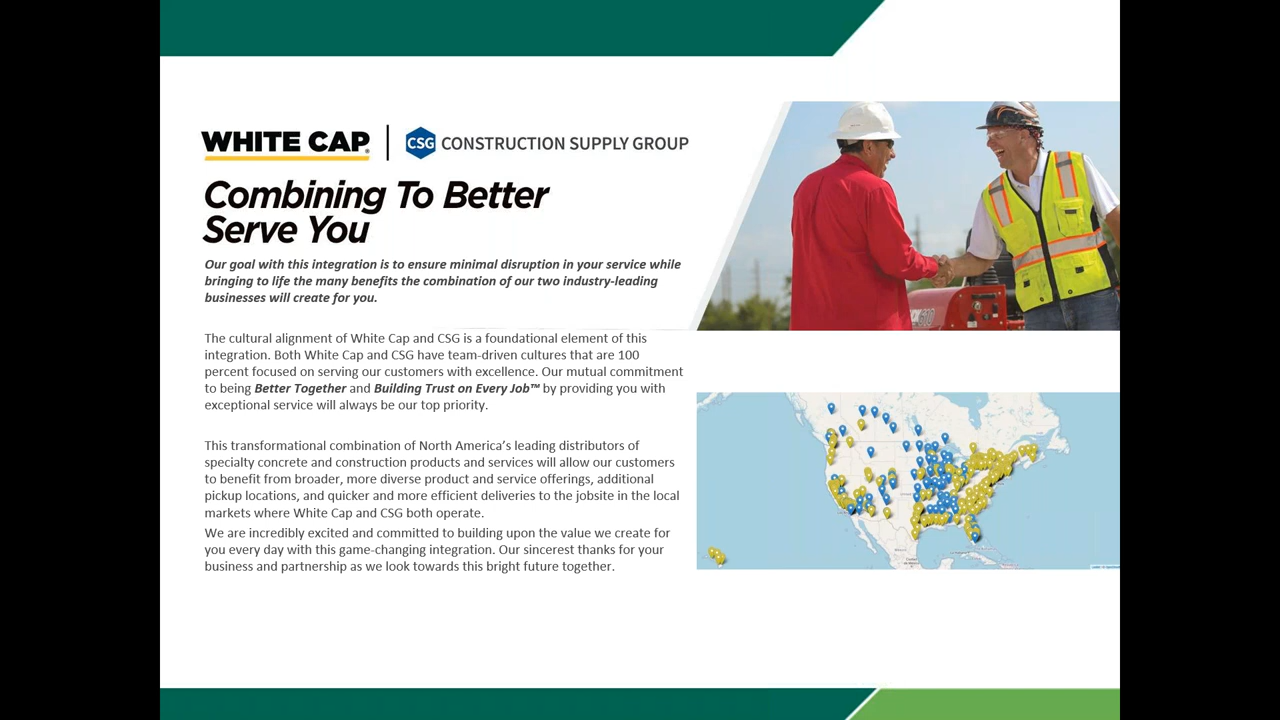 WHITE CAP®
CSG CONSTRUCTION SUPPLY GROUP
Combining To Better
Serve You
Our goal with this integration is to ensure minimal disruption in your service while
bringing to life the many benefits the combination of our two industry-leading
businesses will create for you.
The cultural alignment of White Cap and CSG is a foundational element of this
integration. Both White Cap and CSG have team-driven cultures that are 100
percent focused on serving our customers with excellence. Our mutual commitment
to being Better Together and Building Trust on Every Job™ by providing you with
exceptional service will always be our top priority.
This transformational combination of North America’s leading distributors of
specialty concrete and construction products and services will allow our customers
to benefit from broader, more diverse product and service offerings, additional
pickup locations, and quicker and more efficient deliveries to the jobsite in the local
markets where White Cap and CSG both operate.
We are incredibly excited and committed to building upon the value we create for
you every day with this game-changing integration. Our sincerest thanks for your
business and partnership as we look towards this bright future together.